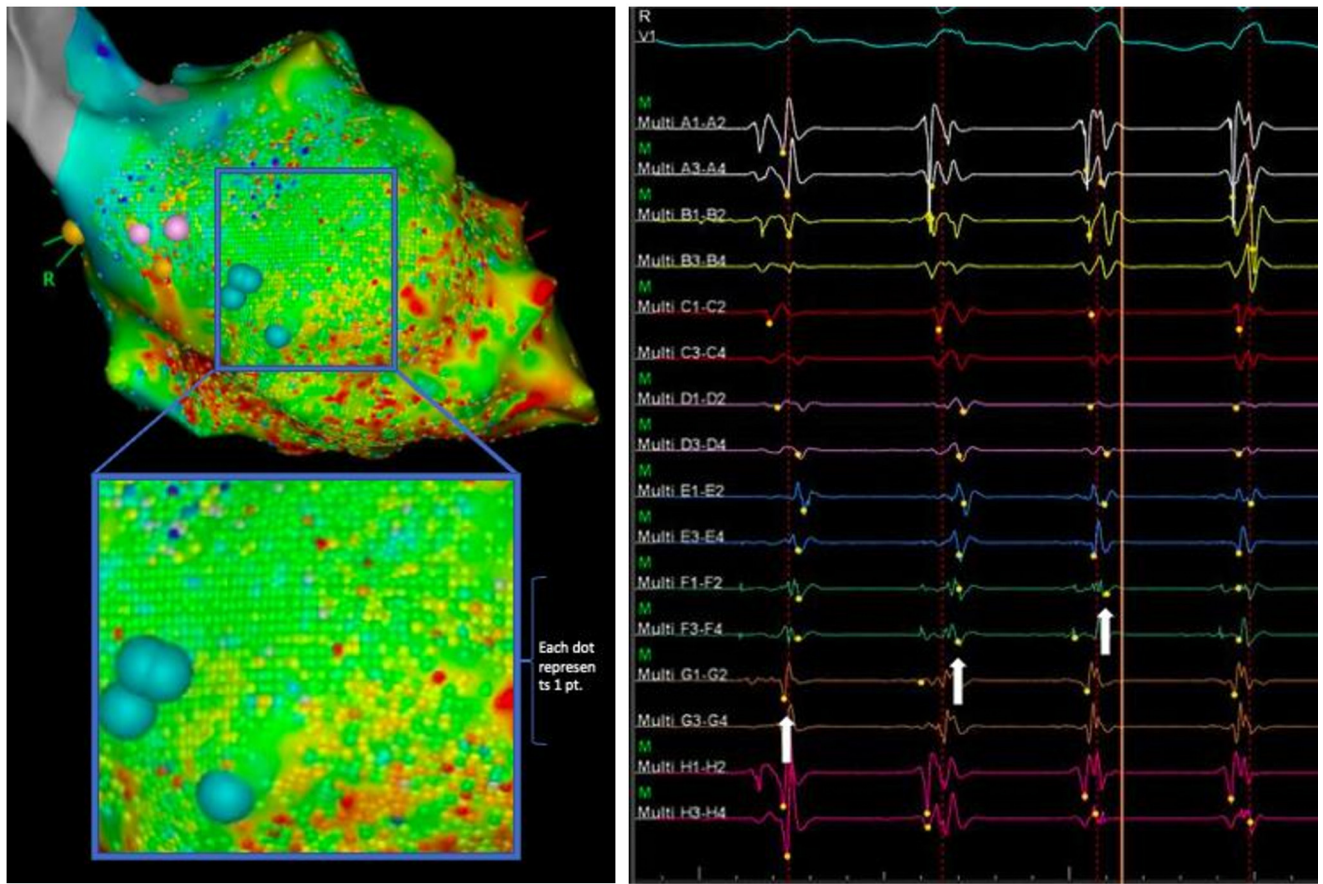 R
Each dot
represen
ts 1 pt.
R
V1
M
Multi A1-A2
M
Multi A3-A4
M
Multi B1-B2
Multi B3-B4
M
Multi C1-C2
Multi C3-C4
M
Multi D1-D2
M
Multi D3-D4
M
Multi E1-E2
M
Multi E3-E4
M
Multi F1-F2
M
Multi F3-F4
M
Multi G1-G2
Multi G3-G4
M
Multi H1-H2
M
Multi H3-H4